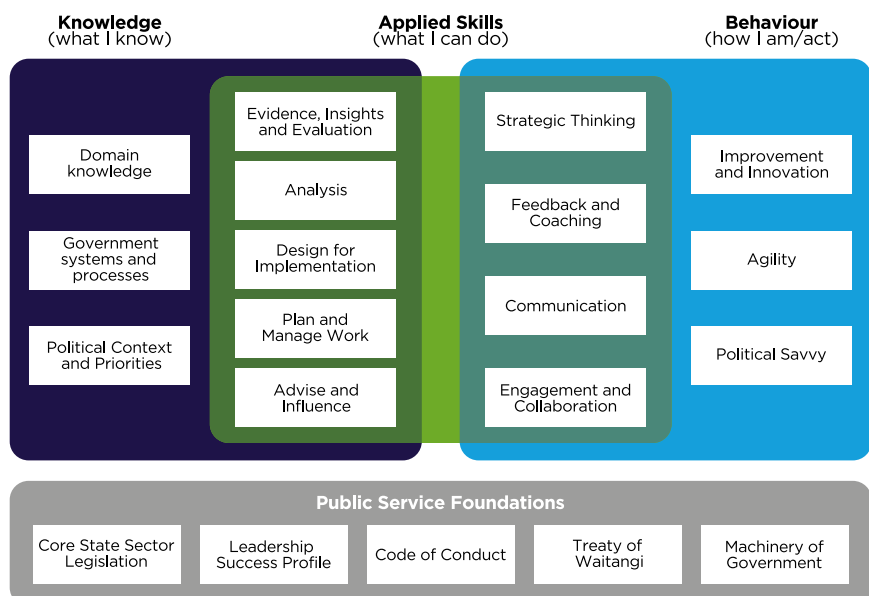 Knowledge
(what I know)
Applied Skills
(what I can do)
Behaviour
(how I am/act)
Domain
knowledge
Government
systems and
processes
Political Context
and Priorities
Evidence, Insights
and Evaluation
Analysis
Design for
Implementation
Plan and
Manage Work
Advise and
Influence
Strategic Thinking
Feedback and
Coaching
Communication
Engagement and
Collaboration
Improvement
and Innovation
Agility
Political Savvy
Public Service Foundations
Core State Sector
Legislation
Leadership
Success Profile
Code of Conduct
Treaty of
Waitangi
Machinery of
Government